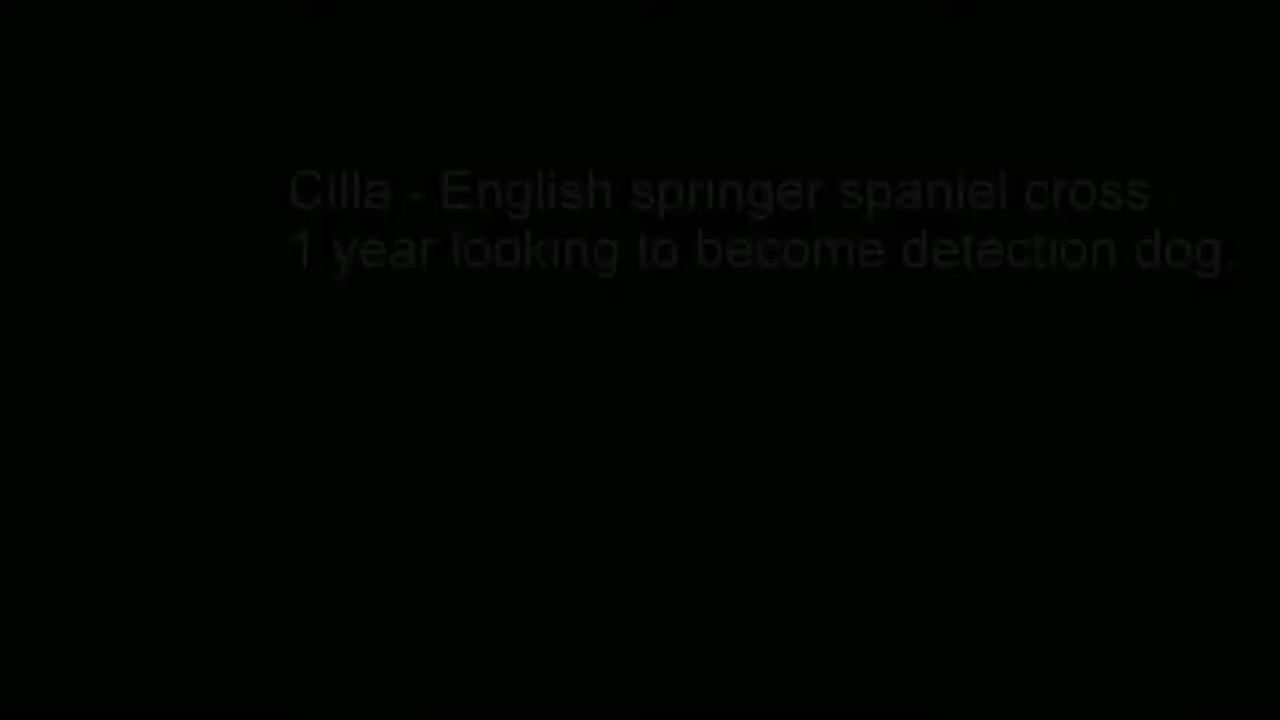 Cilla - English springer spaniel cross
1 year looking to become detection dog.